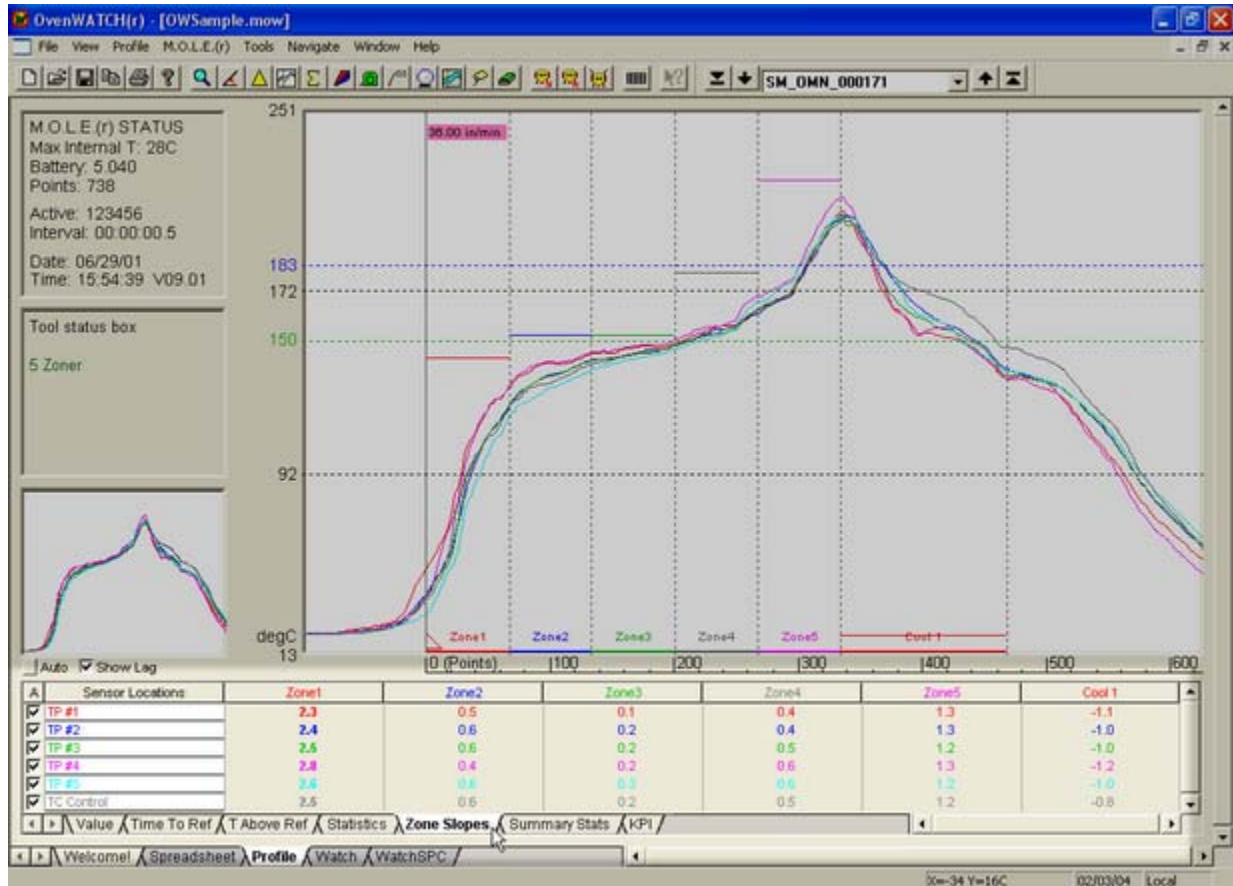 OvenWATCH(r) - [OWSample.mow]
File View Profile M.O.L.E.(r) Tools Navigate Window Help
SM_OMN_000171
M.O.L.E.(r) STATUS
Max Internal T: 28C
Battery: 5.040
Points: 738
Active: 123456
Interval: 00:00:00.5
Date: 06/29/01
Time: 15:54:39 V09.01
Tool status box
5 Zoner
251
36.00 in/min
183
172
150
92
degC
13
Zone1 Zone2 Zone3 Zone4 Zone5 Cool 1
0 (Points) 100 200 300 400 500 600
Auto Show Lag
A Sensor Locations Zone1 Zone2 Zone3 Zone4 Zone5 Cool 1
TP #1 2.3 0.5 0.1 0.4 1.3 -1.1
TP #2 2.4 0.6 0.2 0.4 1.3 -1.0
TP #3 2.5 0.6 0.2 0.5 1.2 -1.0
TP #4 2.8 0.4 0.2 0.6 1.3 -1.2
TP #5 2.6 0.6 0.3 0.6 1.2 -1.0
TC Control 2.5 0.6 0.2 0.5 1.2 -0.8
Value Time To Ref T Above Ref Statistics Zone Slopes Summary Stats KPI
Welcome! Spreadsheet Profile Watch WatchSPC
X=-34 Y=16C 02/03/04 Local